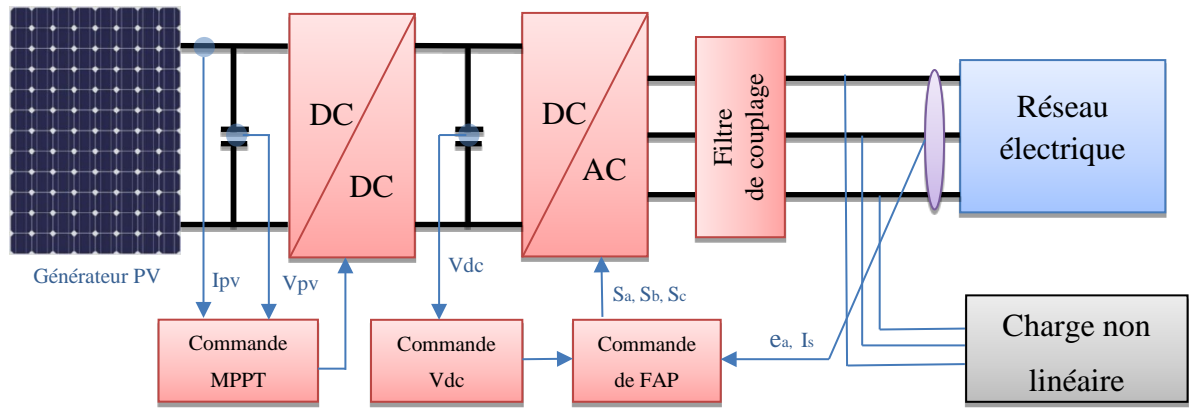 DC
DC
DC
AC
Filtre
de couplage
Réseau
électrique
Générateur PV
Ipv
Vpv
Vdc
Sa, Sb, Sc
ea, Is
Commande
MPPT
Commande
Vdc
Commande
de FAP
Charge non
linéaire